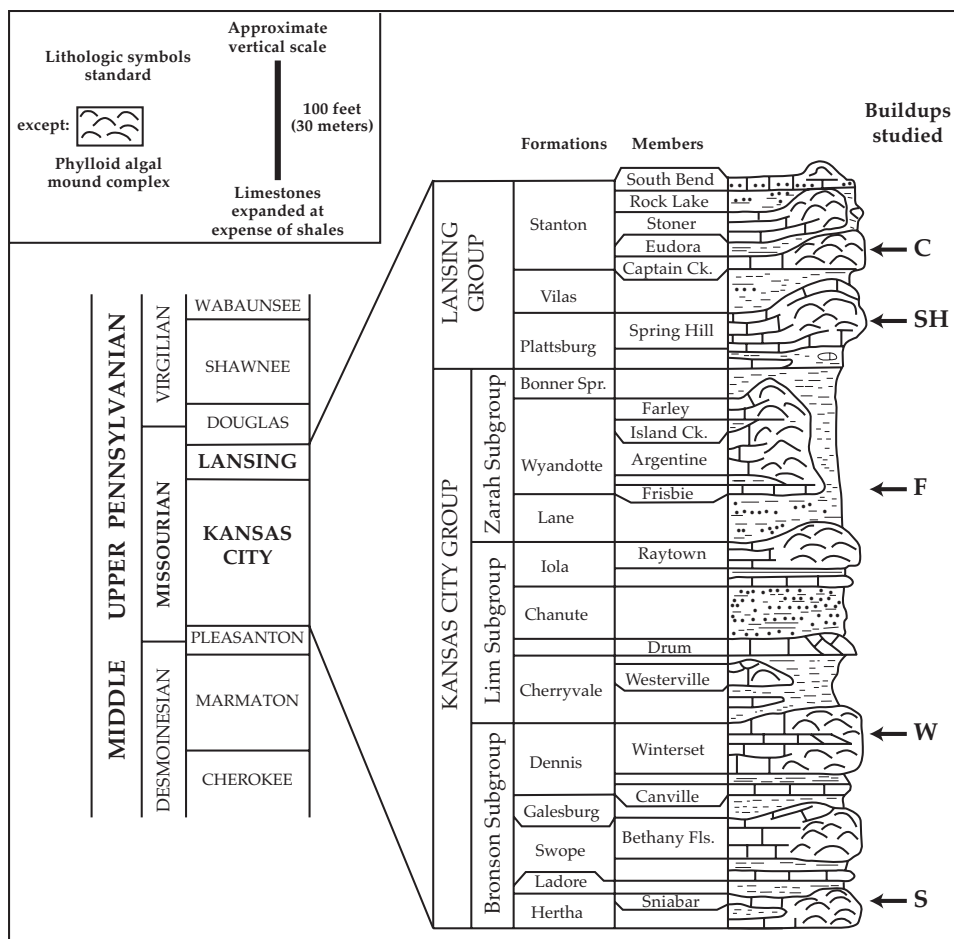 Lithologic symbols
standard
except:
Phylloid algal
mound complex
Approximate
vertical scale
100 feet
(30 meters)
Limestones
expanded at
expense of shales
Buildups
studied
Formations
Members
MIDDLE
UPPER PENNSYLVANIAN
DESMOINESIAN
MISSOURIAN
VIRGILIAN
WABAUNSEE
SHAWNEE
DOUGLAS
LANSING
KANSAS
CITY
PLEASANTON
MARMATON
CHEROKEE
LANSING
GROUP
KANSAS CITY GROUP
Zarah Subgroup
Linn Subgroup
Bronson Subgroup
Stanton
Vilas
Plattsburg
Bonner Spr.
Wyandotte
Lane
Iola
Chanute
Cherryvale
Dennis
Galesburg
Swope
Ladore
Hertha
South Bend
Rock Lake
Stoner
Eudora
Captain Ck.
Spring Hill
Farley
Island Ck.
Argentine
Frisbie
Raytown
Drum
Westerville
Winterset
Canville
Bethany Fls.
Sniabar
C
SH
F
W
S